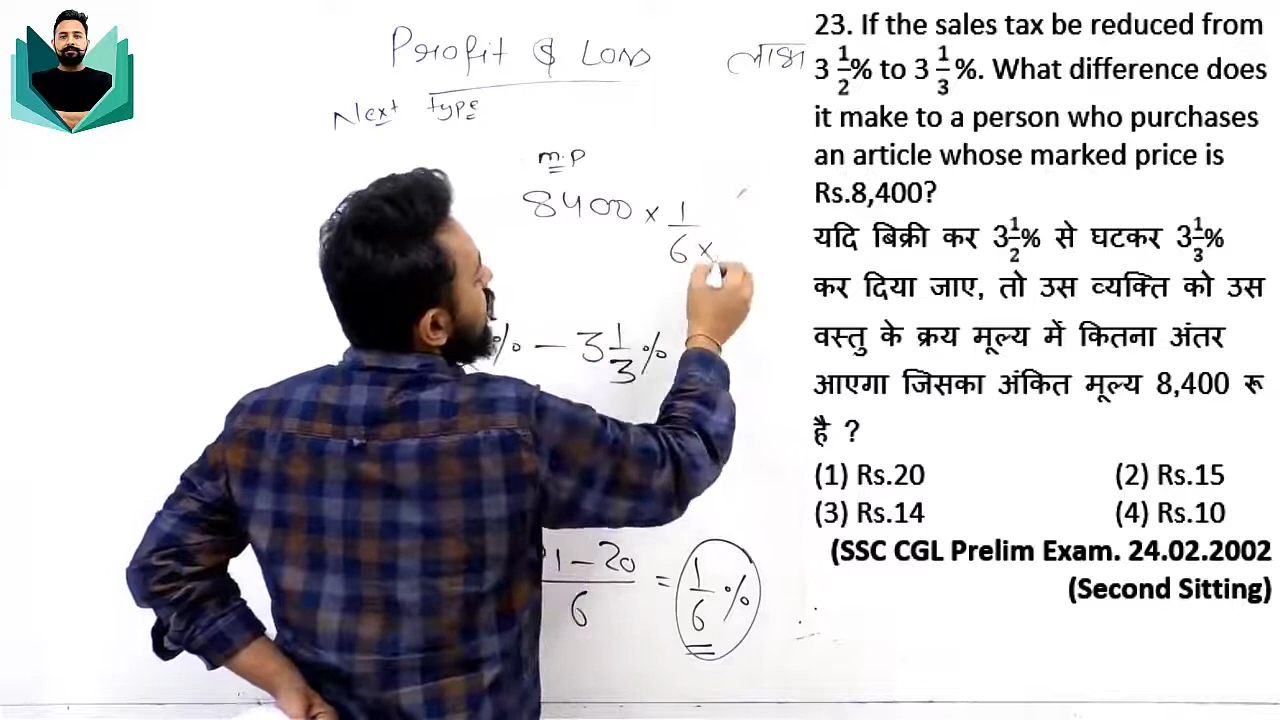 Profit & Loss लाभ
Next type
m.p
8400 × 1/6 ×
% − 3 1/3 %
1 − 20 / 6 = 1/6 %
23. If the sales tax be reduced from
3 1/2% to 3 1/3 %. What difference does
it make to a person who purchases
an article whose marked price is
Rs.8,400?
यदि बिक्री कर 3 1/2% से घटकर 3 1/3%
कर दिया जाए, तो उस व्यक्ति को उस
वस्तु के क्रय मूल्य में कितना अंतर
आएगा जिसका अंकित मूल्य 8,400 रू
है ?
(1) Rs.20 (2) Rs.15
(3) Rs.14 (4) Rs.10
(SSC CGL Prelim Exam. 24.02.2002
(Second Sitting)